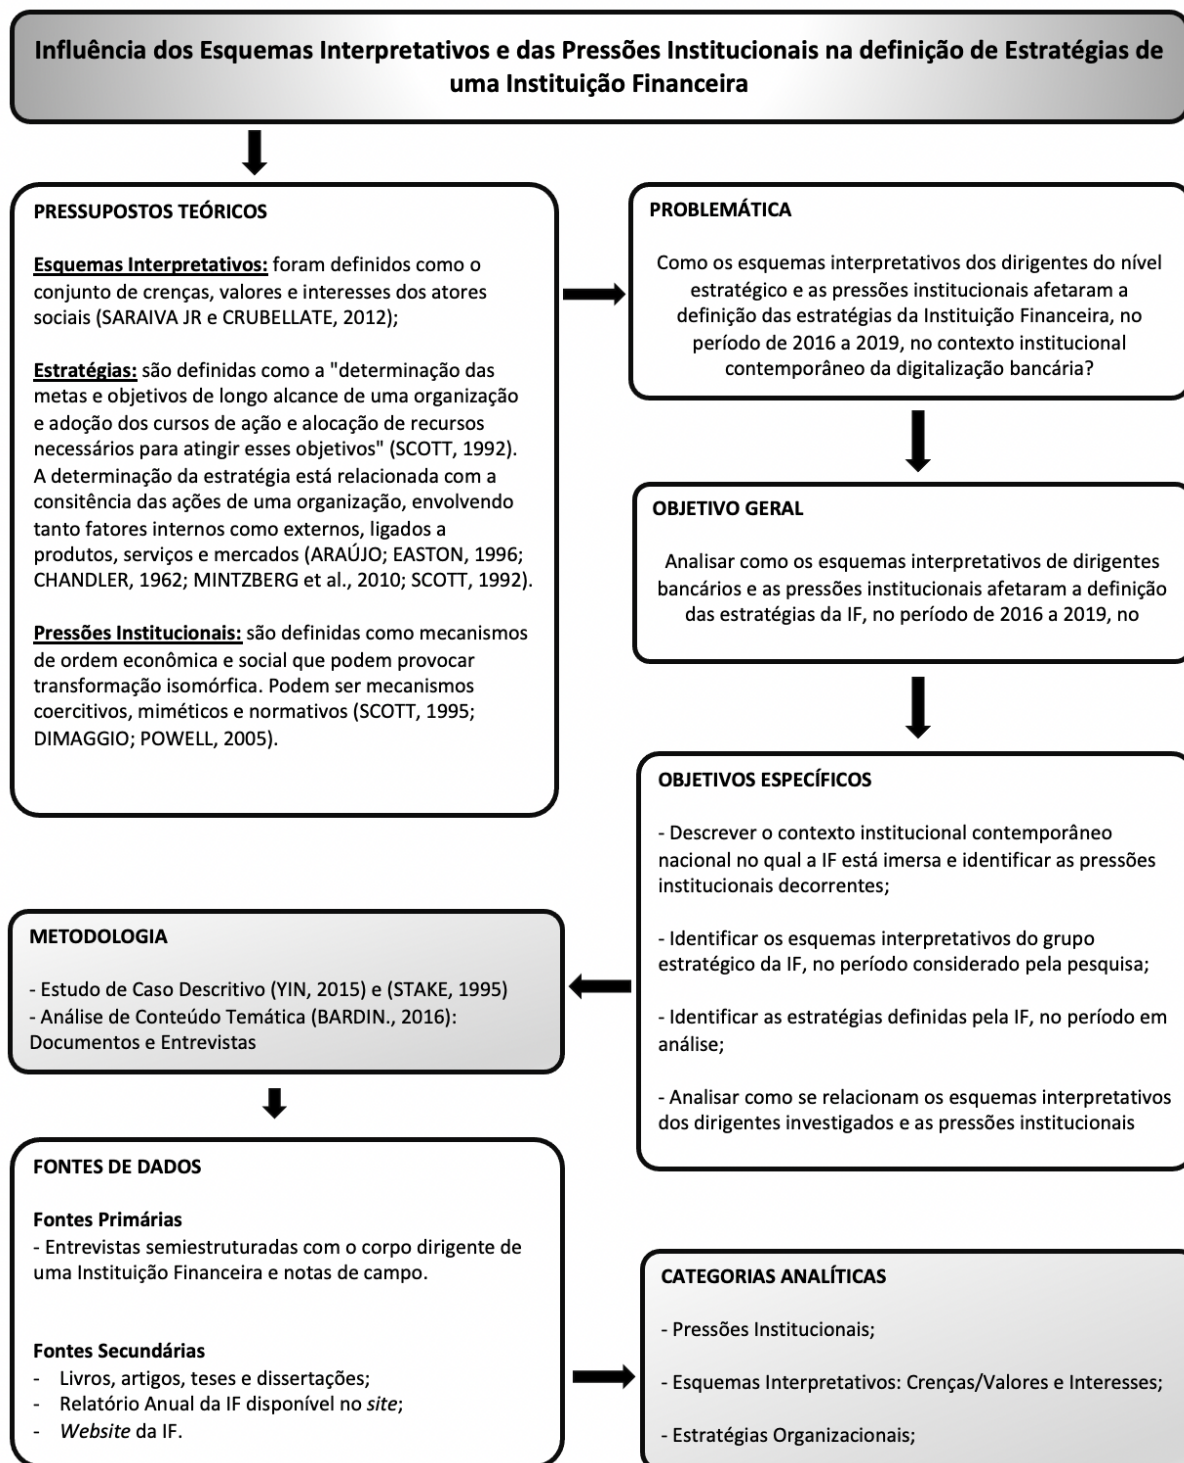 Influência dos Esquemas Interpretativos e das Pressões Institucionais na definição de Estratégias de
uma Instituição Financeira
PRESSUPOSTOS TEÓRICOS
Esquemas Interpretativos: foram definidos como o
conjunto de crenças, valores e interesses dos atores
sociais (SARAIVA JR e CRUBELLATE, 2012);
Estratégias: são definidas como a "determinação das
metas e objetivos de longo alcance de uma organização
e adoção dos cursos de ação e alocação de recursos
necessários para atingir esses objetivos" (SCOTT, 1992).
A determinação da estratégia está relacionada com a
consitência das ações de uma organização, envolvendo
tanto fatores internos como externos, ligados a
produtos, serviços e mercados (ARAÚJO; EASTON, 1996;
CHANDLER, 1962; MINTZBERG et al., 2010; SCOTT, 1992).
Pressões Institucionais: são definidas como mecanismos
de ordem econômica e social que podem provocar
transformação isomórfica. Podem ser mecanismos
coercitivos, miméticos e normativos (SCOTT, 1995;
DIMAGGIO; POWELL, 2005).
PROBLEMÁTICA
Como os esquemas interpretativos dos dirigentes do nível
estratégico e as pressões institucionais afetaram a
definição das estratégias da Instituição Financeira, no
período de 2016 a 2019, no contexto institucional
contemporâneo da digitalização bancária?
OBJETIVO GERAL
Analisar como os esquemas interpretativos de dirigentes
bancários e as pressões institucionais afetaram a definição
das estratégias da IF, no período de 2016 a 2019, no
OBJETIVOS ESPECÍFICOS
- Descrever o contexto institucional contemporâneo
nacional no qual a IF está imersa e identificar as pressões
institucionais decorrentes;
- Identificar os esquemas interpretativos do grupo
estratégico da IF, no período considerado pela pesquisa;
- Identificar as estratégias definidas pela IF, no período em
análise;
- Analisar como se relacionam os esquemas interpretativos
dos dirigentes investigados e as pressões institucionais
METODOLOGIA
- Estudo de Caso Descritivo (YIN, 2015) e (STAKE, 1995)
- Análise de Conteúdo Temática (BARDIN., 2016):
Documentos e Entrevistas
FONTES DE DADOS
Fontes Primárias
- Entrevistas semiestruturadas com o corpo dirigente de
uma Instituição Financeira e notas de campo.
Fontes Secundárias
- Livros, artigos, teses e dissertações;
- Relatório Anual da IF disponível no site;
- Website da IF.
CATEGORIAS ANALÍTICAS
- Pressões Institucionais;
- Esquemas Interpretativos: Crenças/Valores e Interesses;
- Estratégias Organizacionais;